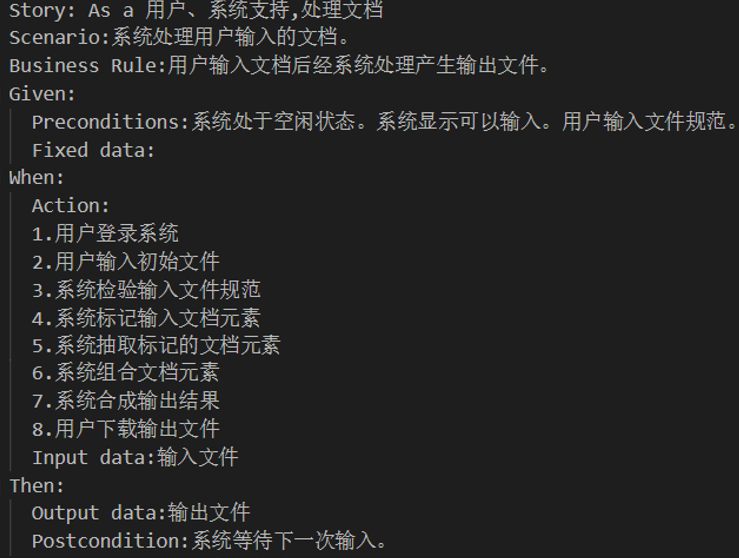 Story: As a 用户、系统支持,处理文档
Scenario:系统处理用户输入的文档。
Business Rule:用户输入文档后经系统处理产生输出文件。
Given:
Preconditions:系统处于空闲状态。系统显示可以输入。用户输入文件规范。
Fixed data:
When:
Action:
1.用户登录系统
2.用户输入初始文件
3.系统检验输入文件规范
4.系统标记输入文档元素
5.系统抽取标记的文档元素
6.系统组合文档元素
7.系统合成输出结果
8.用户下载输出文件
Input data:输入文件
Then:
Output data:输出文件
Postcondition:系统等待下一次输入。